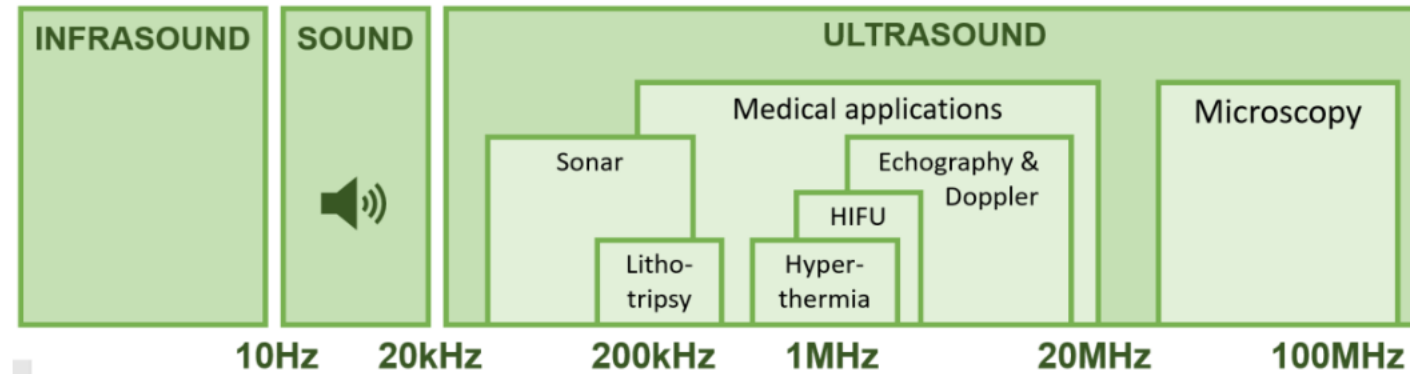 INFRASOUND
SOUND
ULTRASOUND
Medical applications
Microscopy
Sonar
Echography &
Doppler
HIFU
Litho-
tripsy
Hyper-
thermia
10Hz
20kHz
200kHz
1MHz
20MHz
100MHz